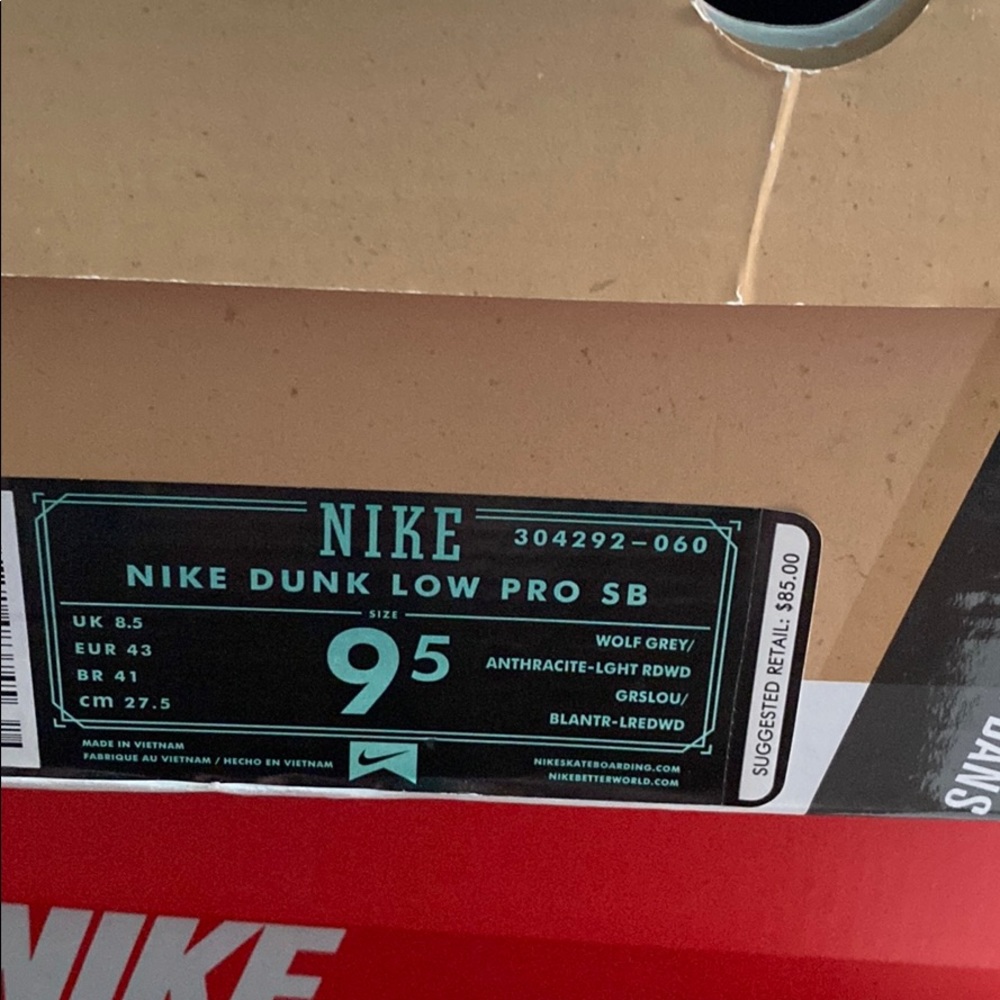 NIKE
304292-060
NIKE DUNK LOW PRO SB
SIZE
UK 8.5
EUR 43
BR 41
cm 27.5
9 5
WOLF GREY/
ANTHRACITE-LGHT RDWD
GRSLOU/
BLANTR-LREDWD
MADE IN VIETNAM
FABRIQUE AU VIETNAM / HECHO EN VIETNAM
NIKESKATEBOARDING.COM
NIKEBETTERWORLD.COM
SUGGESTED RETAIL: $85.00
NIKE